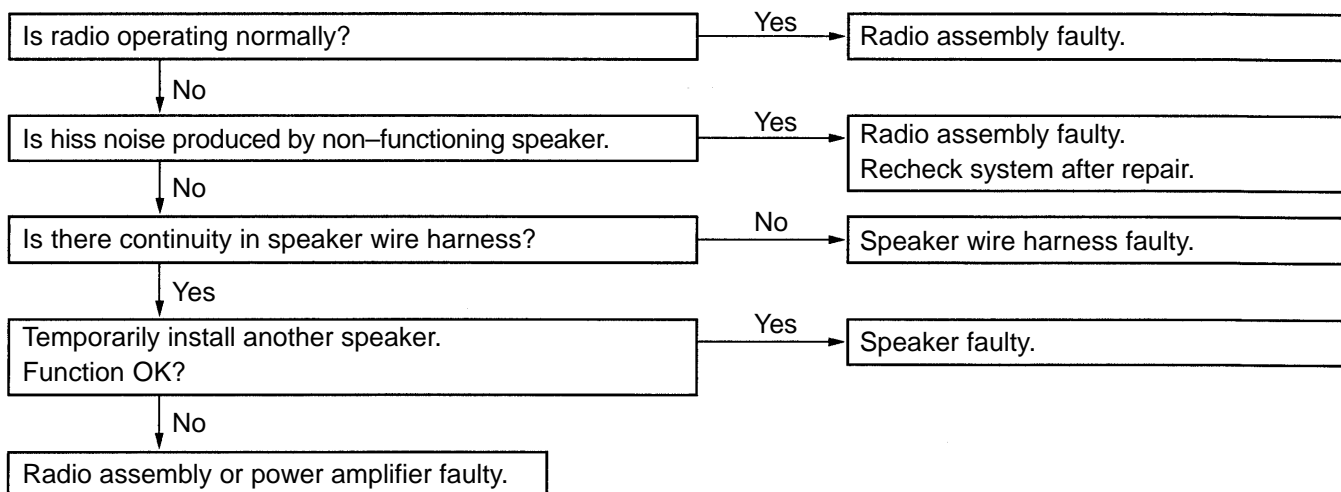 Is radio operating normally?
Yes
Radio assembly faulty.
No
Is hiss noise produced by non–functioning speaker.
Yes
Radio assembly faulty.
Recheck system after repair.
No
Is there continuity in speaker wire harness?
No
Speaker wire harness faulty.
Yes
Temporarily install another speaker.
Function OK?
Yes
Speaker faulty.
No
Radio assembly or power amplifier faulty.